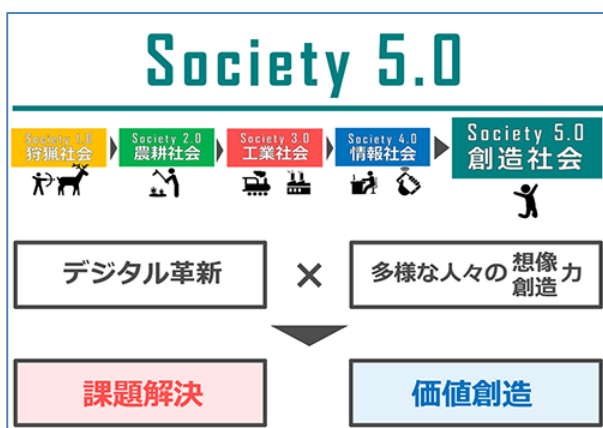 Society 5.0
Society 1.0
狩猟社会
Society 2.0
農耕社会
Society 3.0
工業社会
Society 4.0
情報社会
Society 5.0
創造社会
デジタル革新
×
多様な人々の 想像 力
創造
課題解決
価値創造